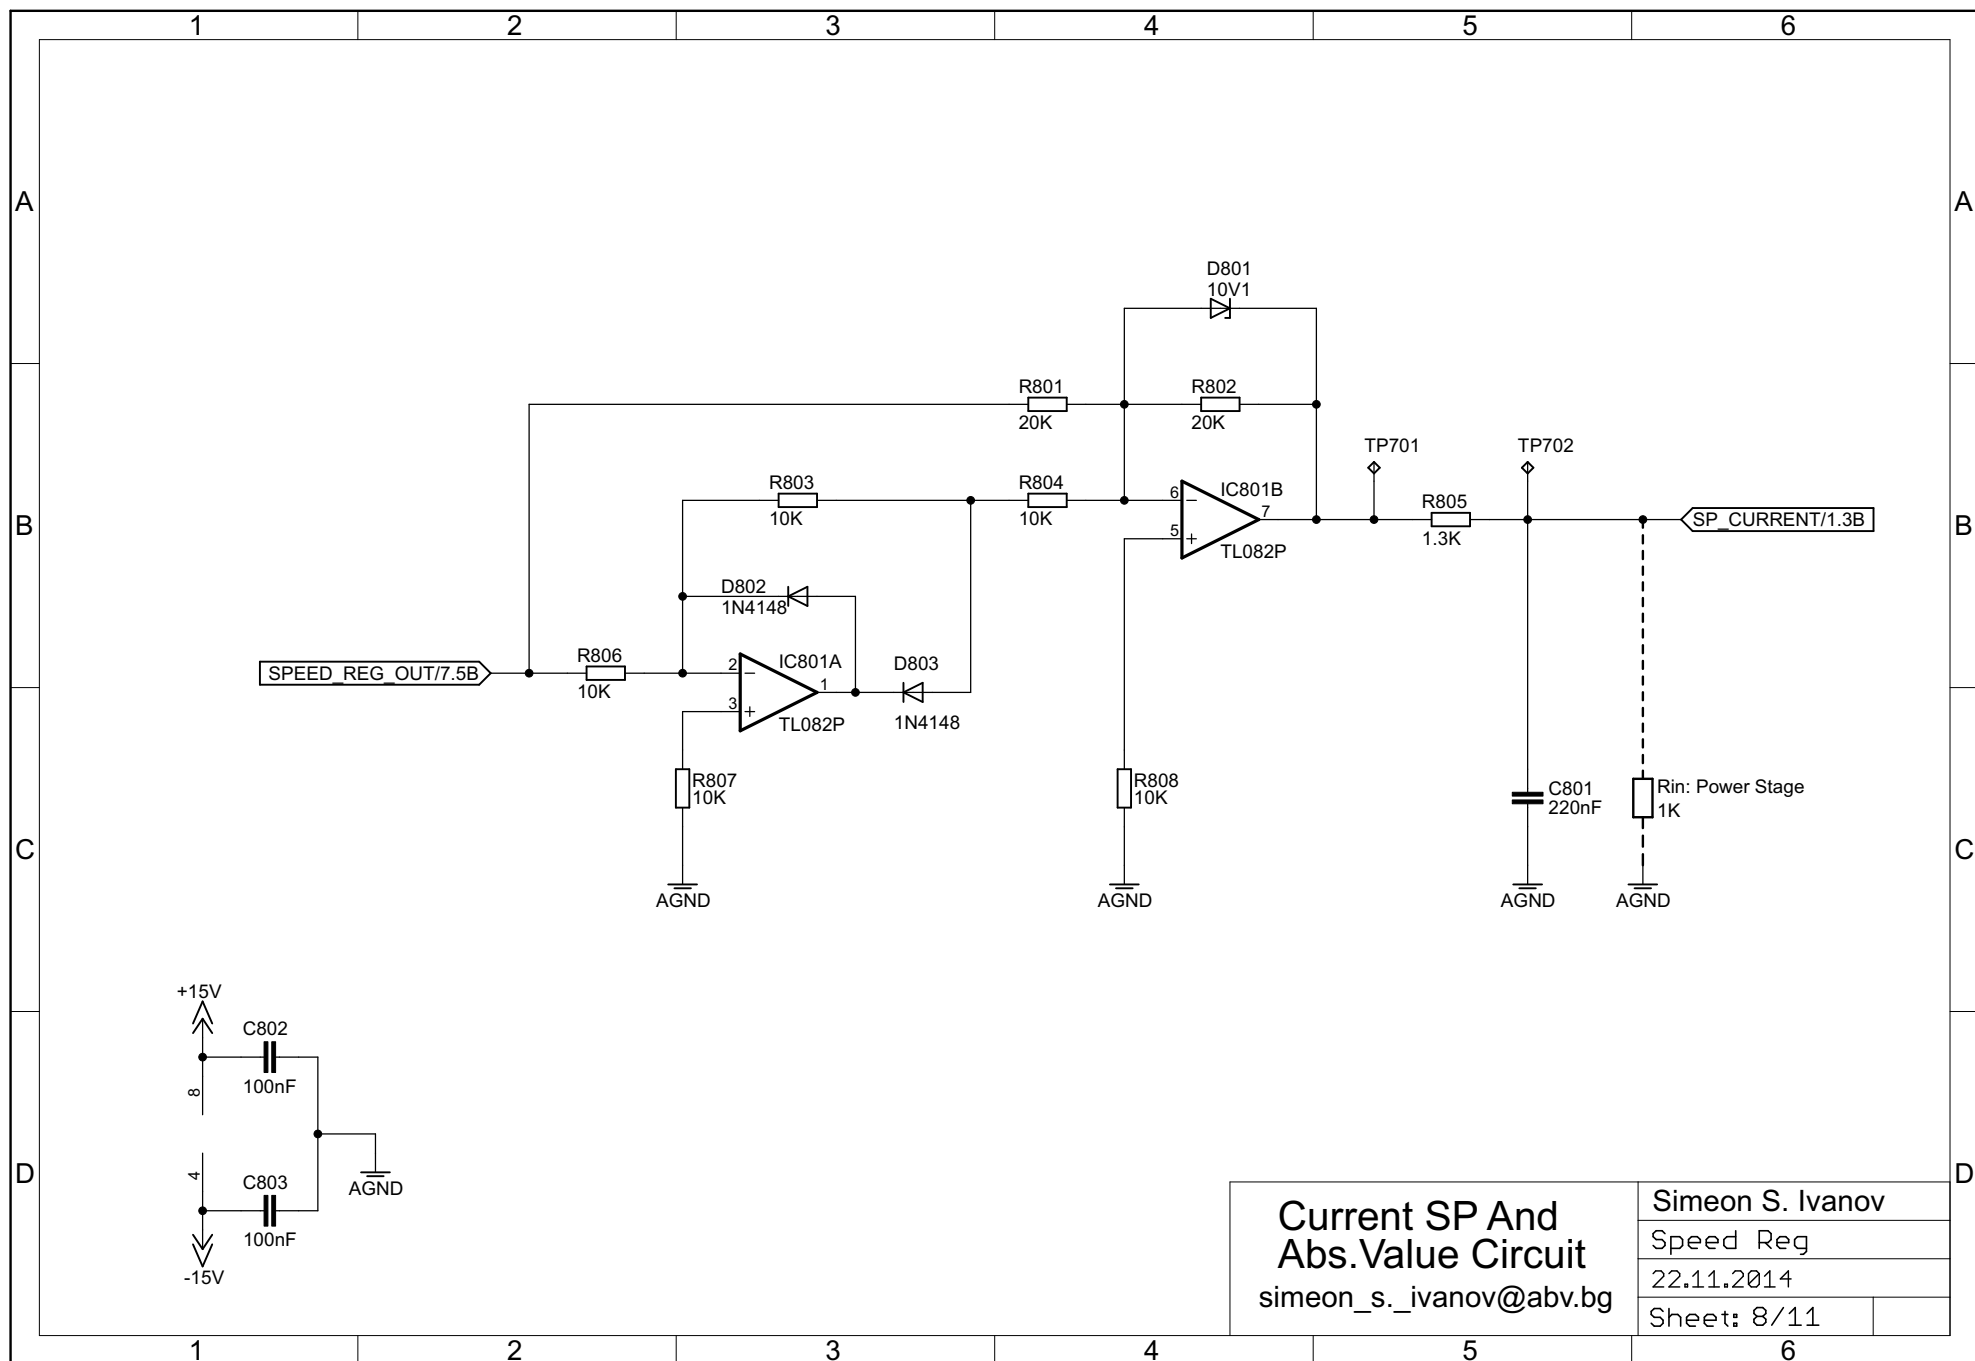 1 2 3 4 5 6
A A
D801
10V1
R801 R802
20K 20K
TP701 TP702
R803 R804 IC801B
10K 10K
6
7
5
TL082P
R805
1.3K
SP_CURRENT/1.3B
B B
D802
1N4148
SPEED_REG_OUT/7.5B
R806
10K
2
IC801A
1
3
TL082P
D803
1N4148
R807
10K
R808
10K
C801
220nF
Rin: Power Stage
1K
C C
AGND AGND AGND AGND
+15V
C802
100nF
8
4
C803
100nF
AGND
-15V
D D
Current SP And
Abs.Value Circuit
simeon_s._ivanov@abv.bg
Simeon S. Ivanov
Speed Reg
22.11.2014
Sheet: 8/11
1 2 3 4 5 6